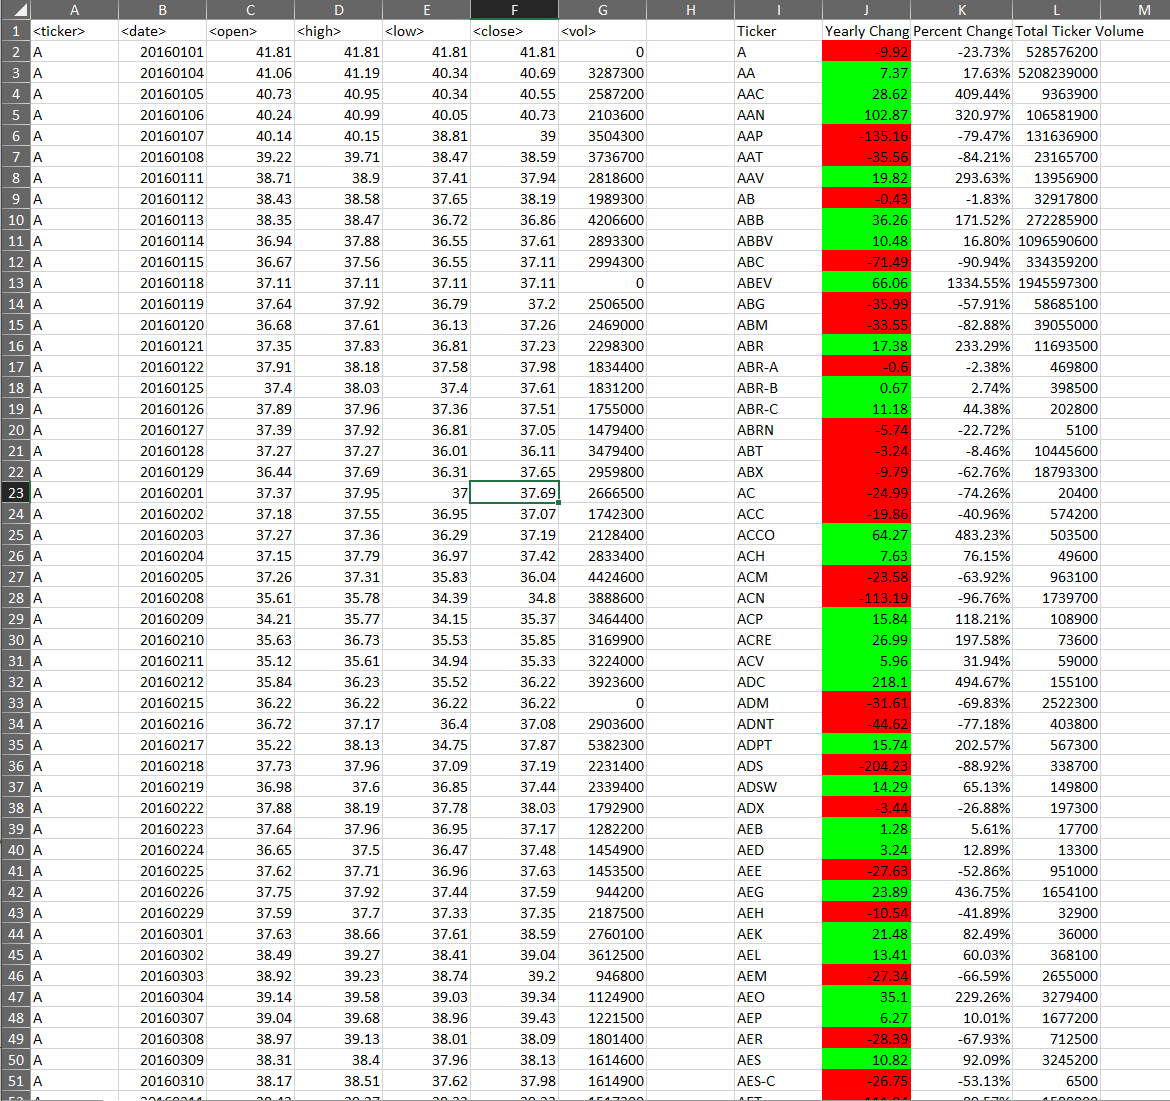 A B C D E F G H I J K L M
1 <ticker> <date> <open> <high> <low> <close> <vol> Ticker Yearly Chang Percent Change Total Ticker Volume
2 A 20160101 41.81 41.81 41.81 41.81 0 A -9.92 -23.73% 528576200
3 A 20160104 41.06 41.19 40.34 40.69 3287300 AA 7.37 17.63% 5208239000
4 A 20160105 40.73 40.95 40.34 40.55 2587200 AAC 28.62 409.44% 9363900
5 A 20160106 40.24 40.99 40.05 40.73 2103600 AAN 102.87 320.97% 106581900
6 A 20160107 40.14 40.15 38.81 39 3504300 AAP -135.16 -79.47% 131636900
7 A 20160108 39.22 39.71 38.47 38.59 3736700 AAT -35.56 -84.21% 23165700
8 A 20160111 38.71 38.9 37.41 37.94 2818600 AAV 19.82 293.63% 13956900
9 A 20160112 38.43 38.58 37.65 38.19 1989300 AB -0.43 -1.83% 32917800
10 A 20160113 38.35 38.47 36.72 36.86 4206600 ABB 36.26 171.52% 272285900
11 A 20160114 36.94 37.88 36.55 37.61 2893300 ABBV 10.48 16.80% 1096590600
12 A 20160115 36.67 37.56 36.55 37.11 2994300 ABC -71.49 -90.94% 334359200
13 A 20160118 37.11 37.11 37.11 37.11 0 ABEV 66.06 1334.55% 1945597300
14 A 20160119 37.64 37.92 36.79 37.2 2506500 ABG -35.99 -57.91% 58685100
15 A 20160120 36.68 37.61 36.13 37.26 2469000 ABM -33.55 -82.88% 39055000
16 A 20160121 37.35 37.83 36.81 37.23 2298300 ABR 17.38 233.29% 11693500
17 A 20160122 37.91 38.18 37.58 37.98 1834400 ABR-A -0.6 -2.38% 469800
18 A 20160125 37.4 38.03 37.4 37.61 1831200 ABR-B 0.67 2.74% 398500
19 A 20160126 37.89 37.96 37.36 37.51 1755000 ABR-C 11.18 44.38% 202800
20 A 20160127 37.39 37.92 36.81 37.05 1479400 ABRN -5.74 -22.72% 5100
21 A 20160128 37.27 37.27 36.01 36.11 3479400 ABT -3.24 -8.46% 10445600
22 A 20160129 36.44 37.69 36.31 37.65 2959800 ABX -9.79 -62.76% 18793300
23 A 20160201 37.37 37.95 37 37.69 2666500 AC -24.99 -74.26% 20400
24 A 20160202 37.18 37.55 36.95 37.07 1742300 ACC -19.86 -40.96% 574200
25 A 20160203 37.27 37.36 36.29 37.19 2128400 ACCO 64.27 483.23% 503500
26 A 20160204 37.15 37.79 36.97 37.42 2833400 ACH 7.63 76.15% 49600
27 A 20160205 37.26 37.31 35.83 36.04 4424600 ACM -23.58 -63.92% 963100
28 A 20160208 35.61 35.78 34.39 34.8 3888600 ACN -113.19 -96.76% 1739700
29 A 20160209 34.21 35.77 34.15 35.37 3464400 ACP 15.84 118.21% 108900
30 A 20160210 35.63 36.73 35.53 35.85 3169900 ACRE 26.99 197.58% 73600
31 A 20160211 35.12 35.61 34.94 35.33 3224000 ACV 5.96 31.94% 59000
32 A 20160212 35.84 36.23 35.52 36.22 3923600 ADC 218.1 494.67% 155100
33 A 20160215 36.22 36.22 36.22 36.22 0 ADM -31.61 -69.83% 2522300
34 A 20160216 36.72 37.17 36.4 37.08 2903600 ADNT -44.62 -77.18% 403800
35 A 20160217 35.22 38.13 34.75 37.87 5382300 ADPT 15.74 202.57% 567300
36 A 20160218 37.73 37.96 37.09 37.19 2231400 ADS -204.23 -88.92% 338700
37 A 20160219 36.98 37.6 36.85 37.44 2339400 ADSW 14.29 65.13% 149800
38 A 20160222 37.88 38.19 37.78 38.03 1792900 ADX -3.44 -26.88% 197300
39 A 20160223 37.64 37.96 36.95 37.17 1282200 AEB 1.28 5.61% 17700
40 A 20160224 36.65 37.5 36.47 37.48 1454900 AED 3.24 12.89% 13300
41 A 20160225 37.62 37.71 36.96 37.63 1453500 AEE -27.63 -52.86% 951000
42 A 20160226 37.75 37.92 37.44 37.59 944200 AEG 23.89 436.75% 1654100
43 A 20160229 37.59 37.7 37.33 37.35 2187500 AEH -10.54 -41.89% 32900
44 A 20160301 37.63 38.66 37.61 38.59 2760100 AEK 21.48 82.49% 36000
45 A 20160302 38.49 39.27 38.41 39.04 3612500 AEL 13.41 60.03% 368100
46 A 20160303 38.92 39.23 38.74 39.2 946800 AEM -27.34 -66.59% 2655000
47 A 20160304 39.14 39.58 39.03 39.34 1124900 AEO 35.1 229.26% 3279400
48 A 20160307 39.04 39.68 38.96 39.43 1221500 AEP 6.27 10.01% 1677200
49 A 20160308 38.97 39.13 38.01 38.09 1801400 AER -28.39 -67.93% 712500
50 A 20160309 38.31 38.4 37.96 38.13 1614600 AES 10.82 92.09% 3245200
51 A 20160310 38.17 38.51 37.62 37.98 1614900 AES-C -26.75 -53.13% 6500